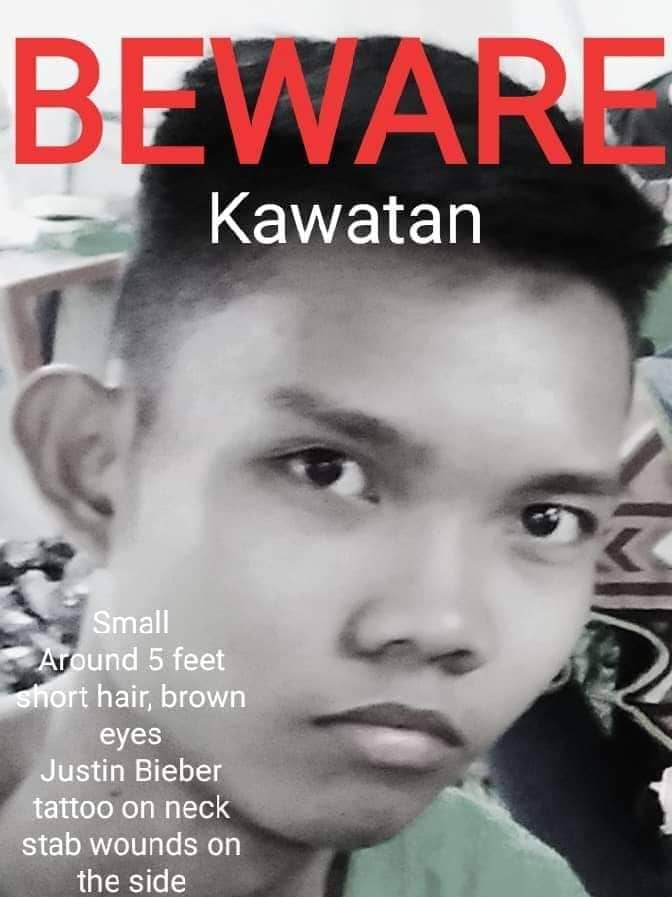 BEWARE
Kawatan
Small
Around 5 feet
short hair, brown
eyes
Justin Bieber
tattoo on neck
stab wounds on
the side